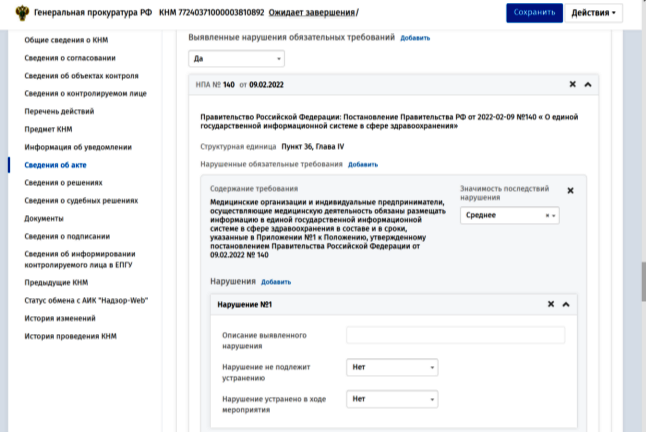 Генеральная прокуратура РФ КНМ 77240371000003810892 Ожидает завершения/
Сохранить
Действия
Общие сведения о КНМ
Сведения о согласовании
Сведения об объектах контроля
Сведения о контролируемом лице
Перечень действий
Предмет КНМ
Информация об уведомлении
Сведения об акте
Сведения о решениях
Сведения о судебных решениях
Документы
Сведения о подписании
Сведения об информировании
контролируемого лица в ЕПГУ
Предыдущие КНМ
Статус обмена с АИК "Надзор-Web"
История изменений
История проведения КНМ
Выявленные нарушения обязательных требований Добавить
Да
НПА № 140 от 09.02.2022
Правительство Российской Федерации: Постановление Правительства РФ от 2022-02-09 №140 « О единой
государственной информационной системе в сфере здравоохранения»
Структурная единица Пункт 36, Глава IV
Нарушенные обязательные требования Добавить
Содержание требования
Медицинские организации и индивидуальные предприниматели,
осуществляющие медицинскую деятельность обязаны размещать
информацию в единой государственной информационной
системе в сфере здравоохранения в составе и в сроки,
указанные в Приложении №1 к Положению, утвержденному
постановлением Правительства Российской Федерации от
09.02.2022 № 140
Значимость последствий
нарушения
Среднее
Нарушения Добавить
Нарушение №1
Описание выявленного
нарушения
Нарушение не подлежит
устранению
Нет
Нарушение устранено в ходе
мероприятия
Нет